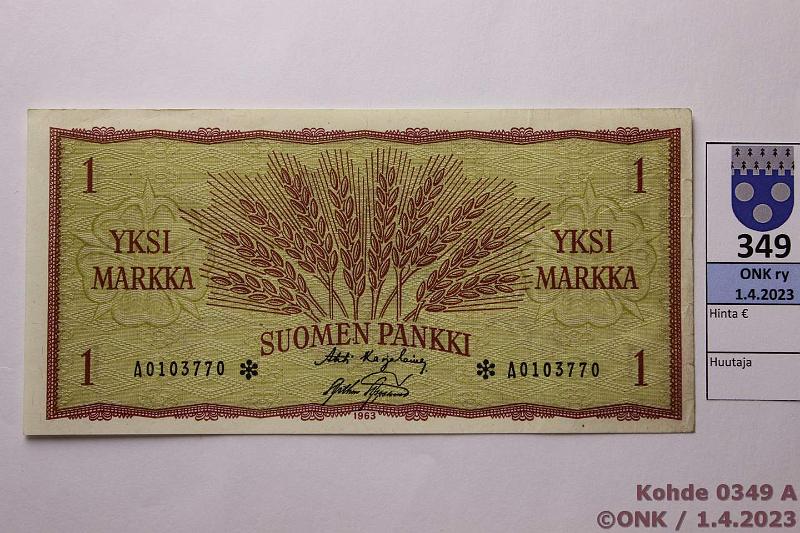 1 1
YKSI
MARKKA
YKSI
MARKKA
SUOMEN PANKKI
1 A0103770 * * A0103770 1
1963
349
ONK ry
1.4.2023
Hinta €
Huutaja
Kohde 0349 A
©ONK / 1.4.2023